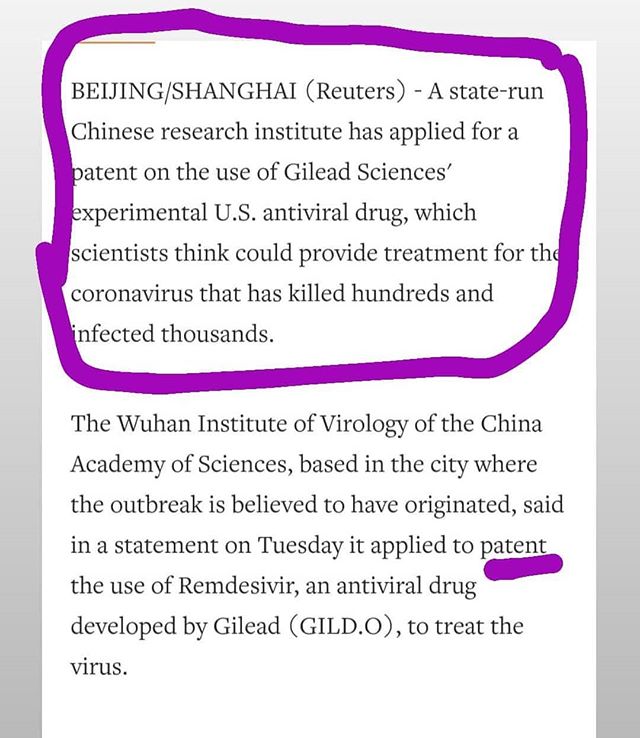 BEIJING/SHANGHAI (Reuters) - A state-run
Chinese research institute has applied for a
patent on the use of Gilead Sciences′
experimental U.S. antiviral drug, which
scientists think could provide treatment for the
coronavirus that has killed hundreds and
infected thousands.
The Wuhan Institute of Virology of the China
Academy of Sciences, based in the city where
the outbreak is believed to have originated, said
in a statement on Tuesday it applied to patent
the use of Remdesivir, an antiviral drug
developed by Gilead (GILD.O), to treat the
virus.